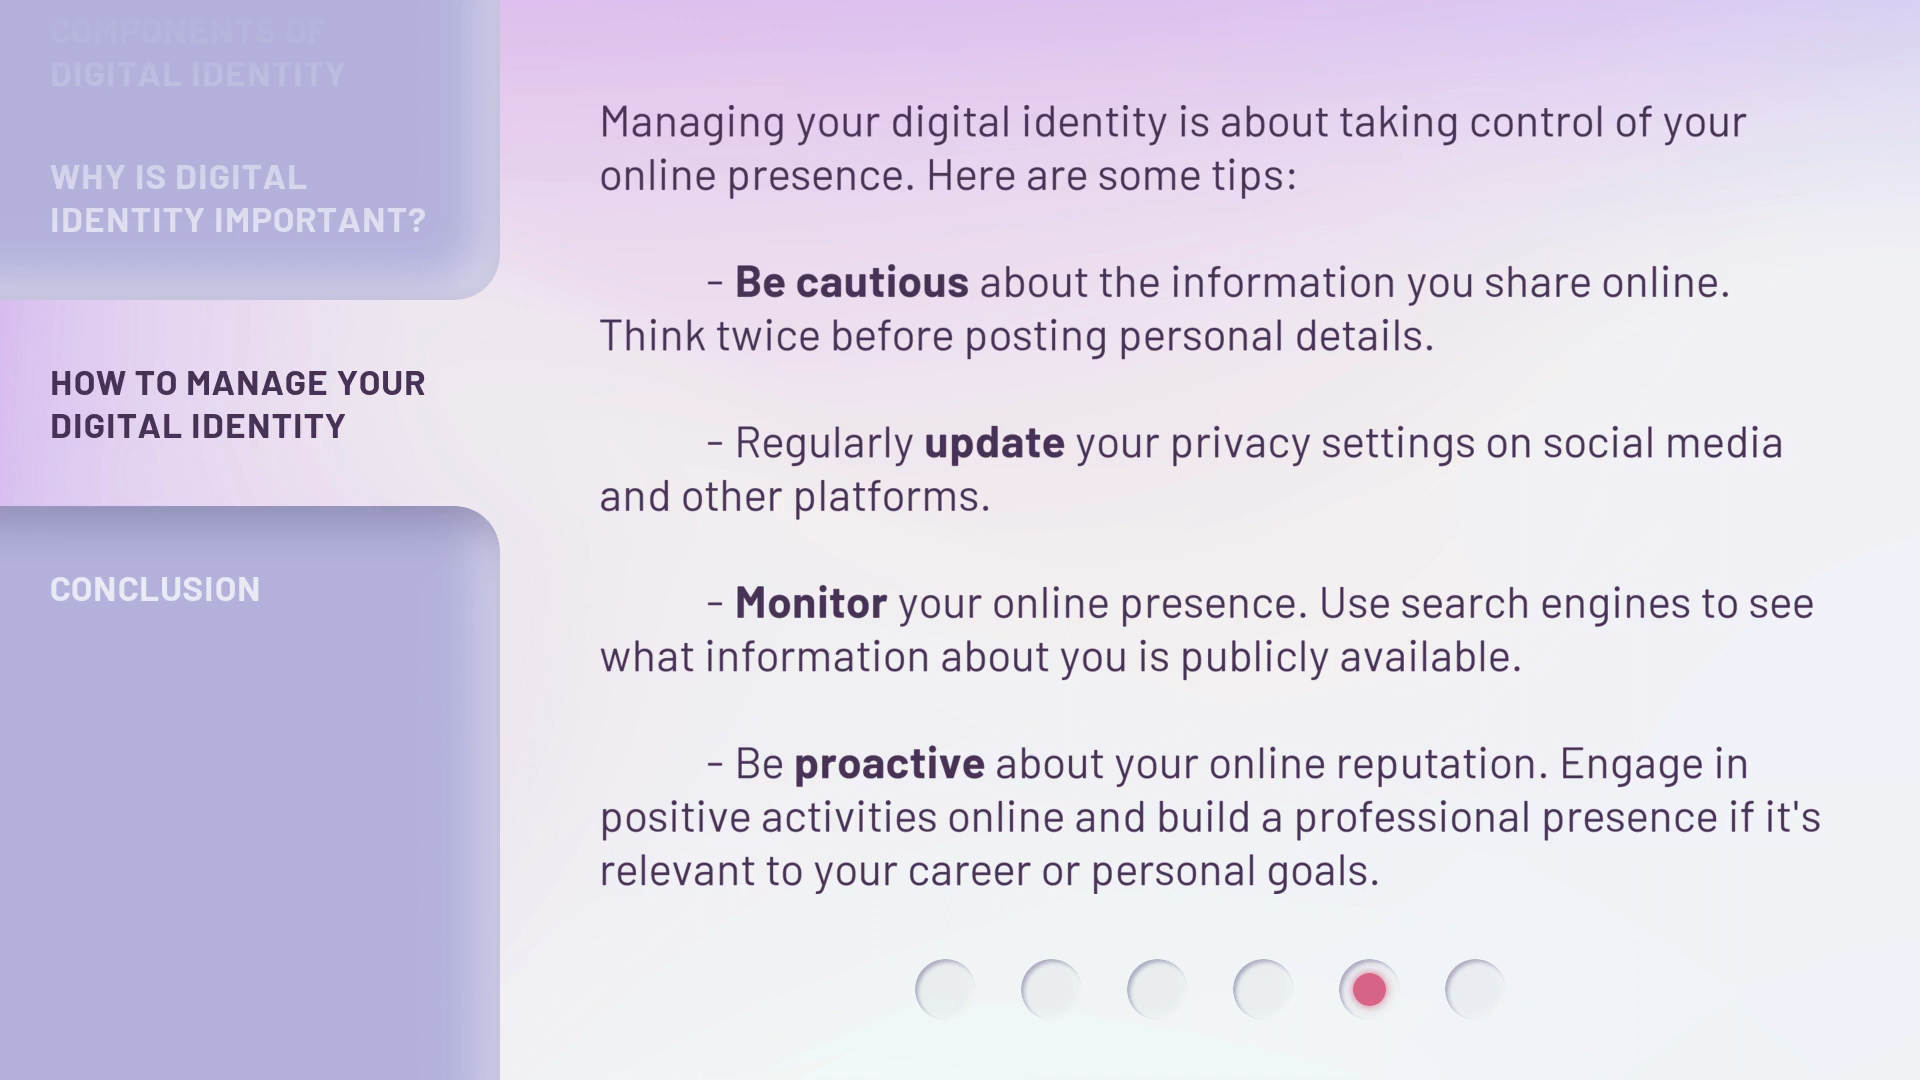 COMPONENTS OF
DIGITAL IDENTITY
WHY IS DIGITAL
IDENTITY IMPORTANT?
HOW TO MANAGE YOUR
DIGITAL IDENTITY
CONCLUSION
Managing your digital identity is about taking control of your
online presence. Here are some tips:
- Be cautious about the information you share online.
Think twice before posting personal details.
- Regularly update your privacy settings on social media
and other platforms.
- Monitor your online presence. Use search engines to see
what information about you is publicly available.
- Be proactive about your online reputation. Engage in
positive activities online and build a professional presence if it's
relevant to your career or personal goals.